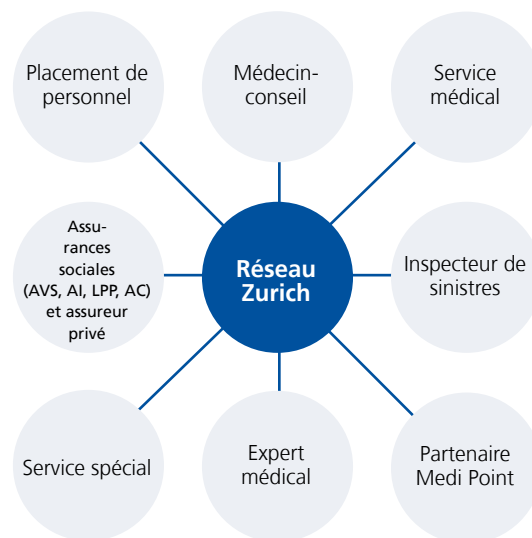 Placement de
personnel
Médecin-
conseil
Service
médical
Assu-
rances
sociales
(AVS, AI, LPP, AC)
et assureur
privé
Réseau
Zurich
Inspecteur de
sinistres
Service spécial
Expert
médical
Partenaire
Medi Point